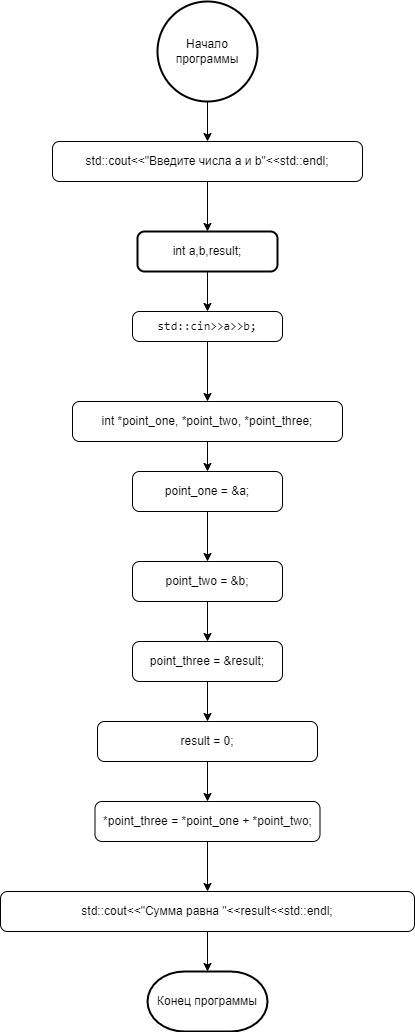 Начало
программы
std::cout<<"Введите числа a и b"<<std::endl;
int a,b,result;
std::cin>>a>>b;
int *point_one, *point_two, *point_three;
point_one = &a;
point_two = &b;
point_three = &result;
result = 0;
*point_three = *point_one + *point_two;
std::cout<<"Сумма равна "<<result<<std::endl;
Конец программы